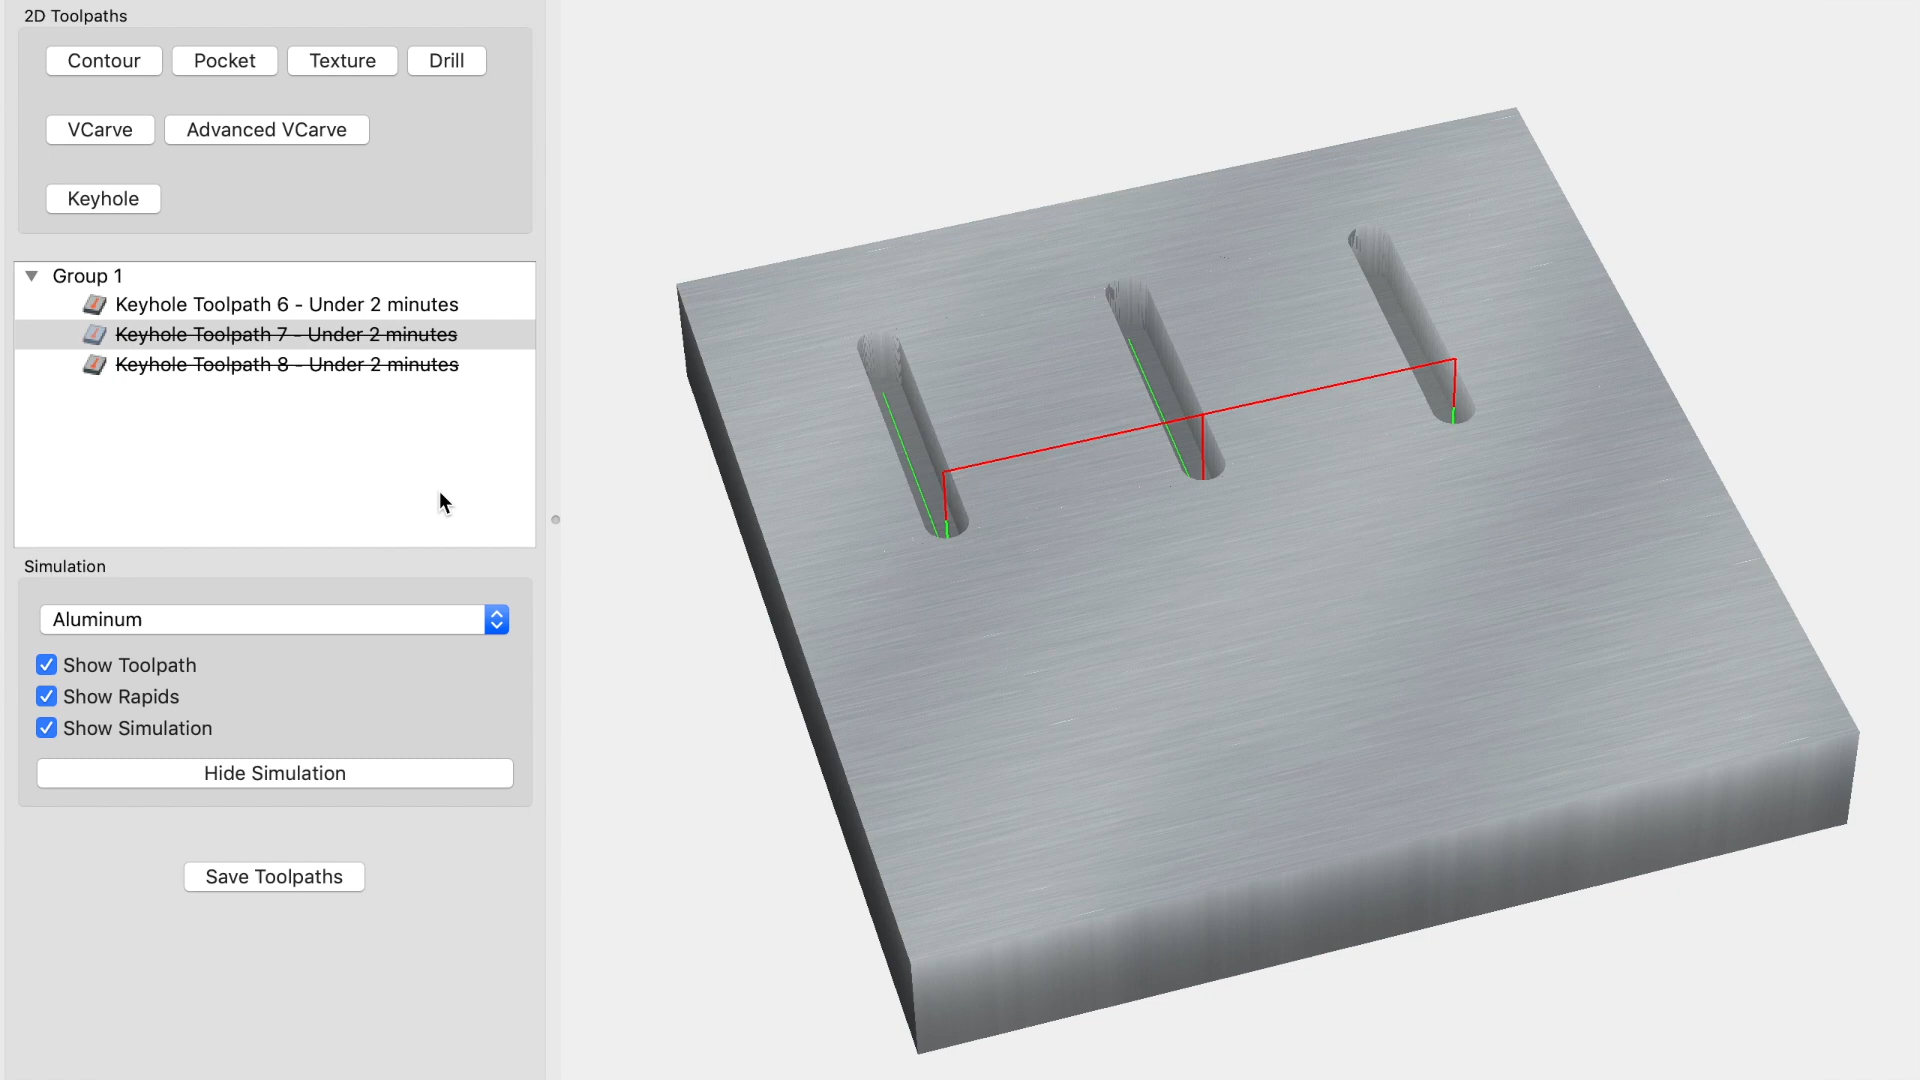 2D Toolpaths
Contour Pocket Texture Drill
VCarve Advanced VCarve
Keyhole
Group 1
Keyhole Toolpath 6 - Under 2 minutes
Keyhole Toolpath 7 - Under 2 minutes
Keyhole Toolpath 8 - Under 2 minutes
Simulation
Aluminum
Show Toolpath
Show Rapids
Show Simulation
Hide Simulation
Save Toolpaths